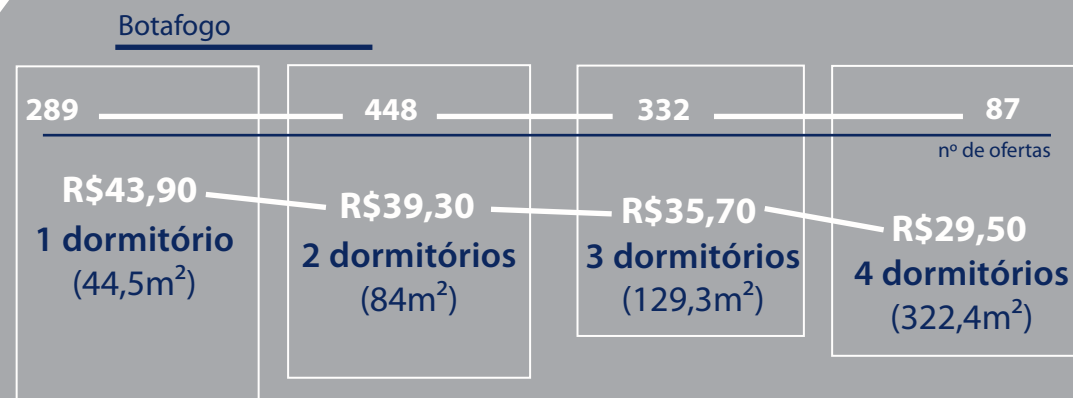 Botafogo
289
448
332
87
nº de ofertas
R$43,90
1 dormitório
(44,5m²)
R$39,30
2 dormitórios
(84m²)
R$35,70
3 dormitórios
(129,3m²)
R$29,50
4 dormitórios
(322,4m²)